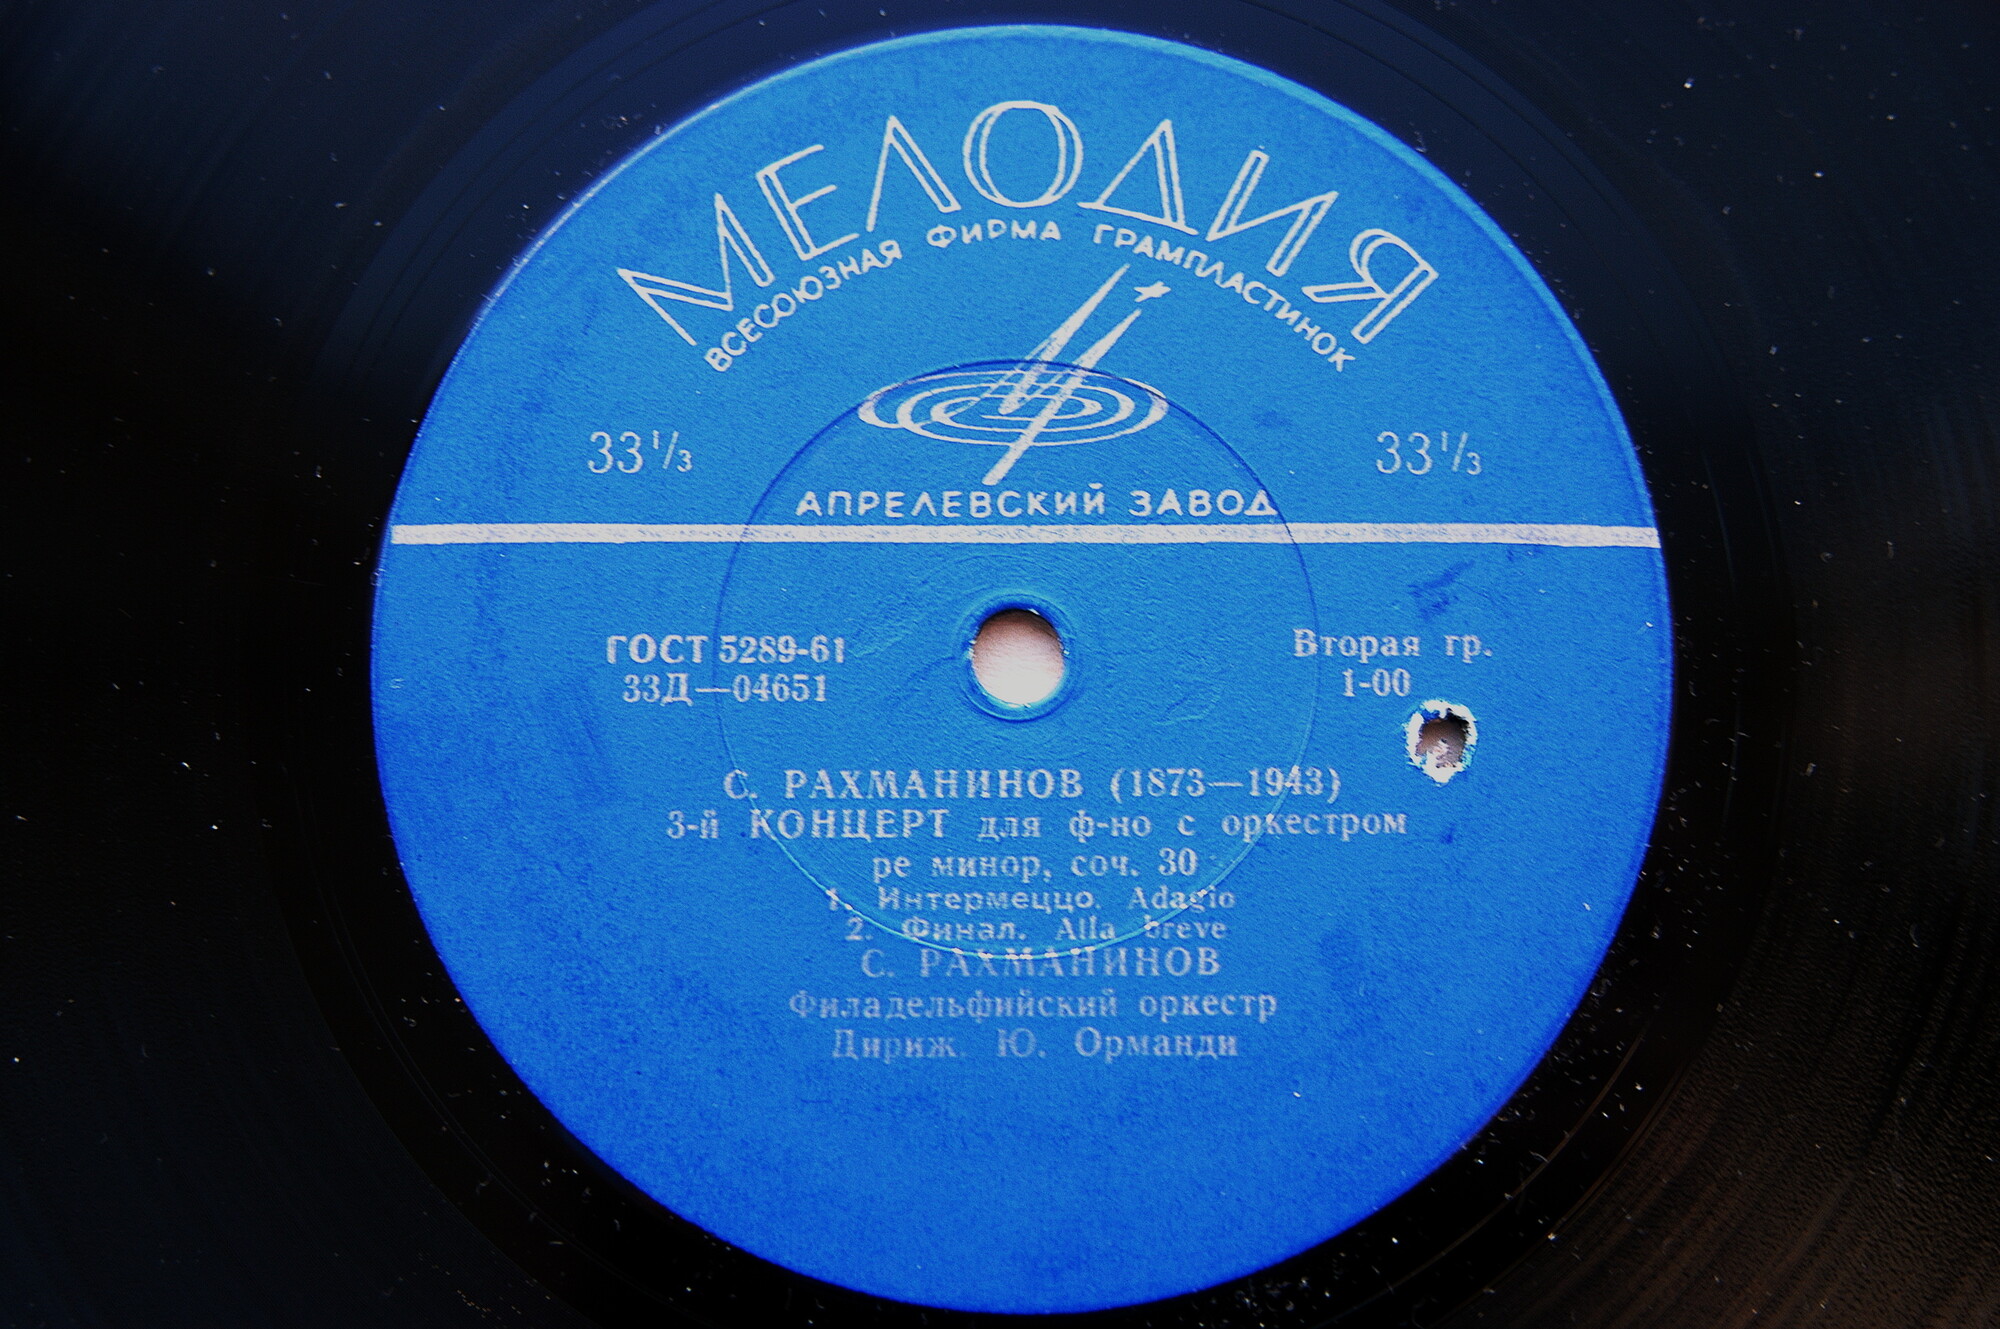 МЕЛОДИЯ
ВСЕСОЮЗНАЯ ФИРМА ГРАМПЛАСТИНОК
33⅓ 33⅓
АПРЕЛЕВСКИЙ ЗАВОД
ГОСТ 5289-61 Вторая гр.
33Д—04651 1-00
С. РАХМАНИНОВ (1873—1943)
3-й КОНЦЕРТ для ф-но с оркестром
ре минор, соч. 30
1. Интермеццо. Adagio
2. Финал. Alla breve
С. РАХМАНИНОВ
Филадельфийский оркестр
Дириж. Ю. Орманди